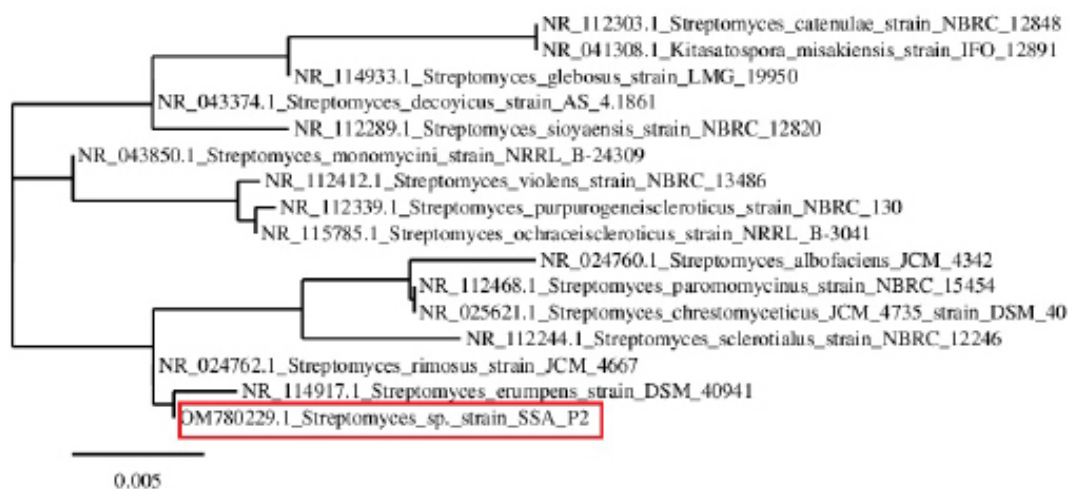 NR_112303.1_Streptomyces_catenulae_strain_NBRC_12848
NR_041308.1_Kitasatospora_misakiensis_strain_IFO_12891
NR_114933.1_Streptomyces_glebosus_strain_LMG_19950
NR_043374.1_Streptomyces_decoyicus_strain_AS_4.1861
NR_112289.1_Streptomyces_sioyaensis_strain_NBRC_12820
NR_043850.1_Streptomyces_monomycini_strain_NRRL_B-24309
NR_112412.1_Streptomyces_violens_strain_NBRC_13486
NR_112339.1_Streptomyces_purpurogeneiscleroticus_strain_NBRC_130
NR_115785.1_Streptomyces_ochraceiscleroticus_strain_NRRL_B-3041
NR_024760.1_Streptomyces_albofaciens_JCM_4342
NR_112468.1_Streptomyces_paromomycinus_strain_NBRC_15454
NR_025621.1_Streptomyces_chrestomyceticus_JCM_4735_strain_DSM_40
NR_112244.1_Streptomyces_sclerotialus_strain_NBRC_12246
NR_024762.1_Streptomyces_rimosus_strain_JCM_4667
NR_114917.1_Streptomyces_erumpens_strain_DSM_40941
OM780229.1_Streptomyces_sp._strain_SSA_P2
0.005